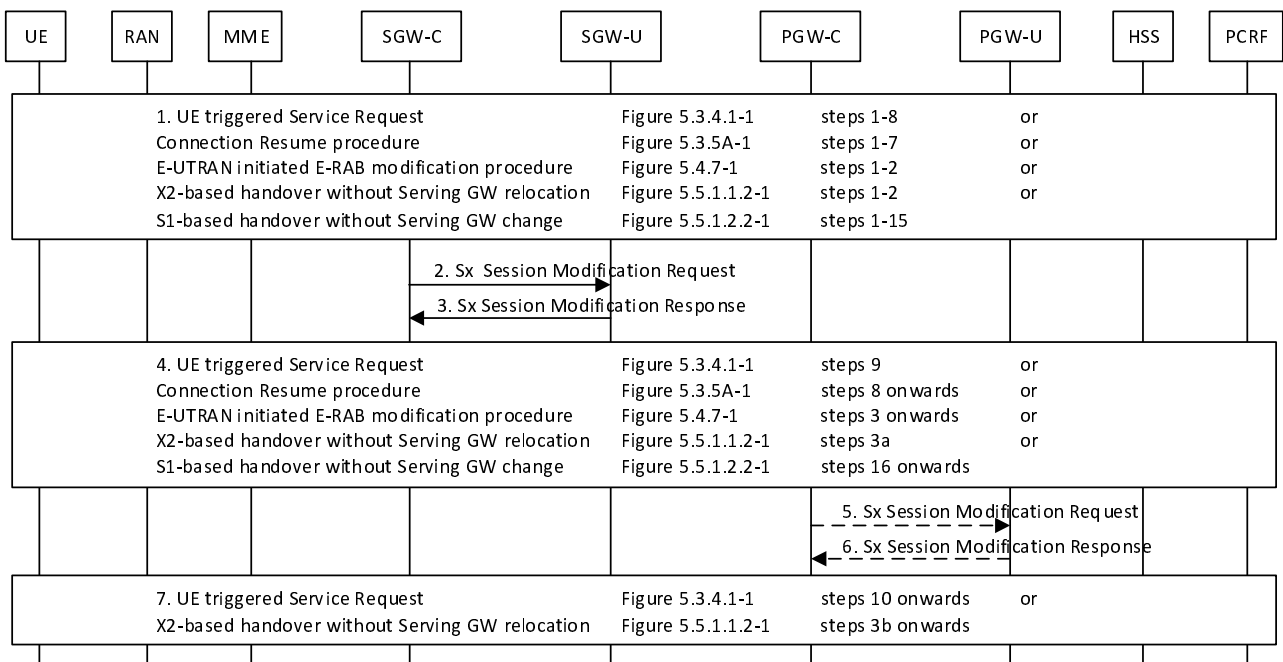 UE RAN MME SGW-C SGW-U PGW-C PGW-U HSS PCRF
1. UE triggered Service Request Figure 5.3.4.1-1 steps 1-8 or
Connection Resume procedure Figure 5.3.5A-1 steps 1-7 or
E-UTRAN initiated E-RAB modification procedure Figure 5.4.7-1 steps 1-2 or
X2-based handover without Serving GW relocation Figure 5.5.1.1.2-1 steps 1-2 or
S1-based handover without Serving GW change Figure 5.5.1.2.2-1 steps 1-15
2. Sx Session Modification Request
3. Sx Session Modification Response
4. UE triggered Service Request Figure 5.3.4.1-1 steps 9 or
Connection Resume procedure Figure 5.3.5A-1 steps 8 onwards or
E-UTRAN initiated E-RAB modification procedure Figure 5.4.7-1 steps 3 onwards or
X2-based handover without Serving GW relocation Figure 5.5.1.1.2-1 steps 3a or
S1-based handover without Serving GW change Figure 5.5.1.2.2-1 steps 16 onwards
5. Sx Session Modification Request
6. Sx Session Modification Response
7. UE triggered Service Request Figure 5.3.4.1-1 steps 10 onwards or
X2-based handover without Serving GW relocation Figure 5.5.1.1.2-1 steps 3b onwards